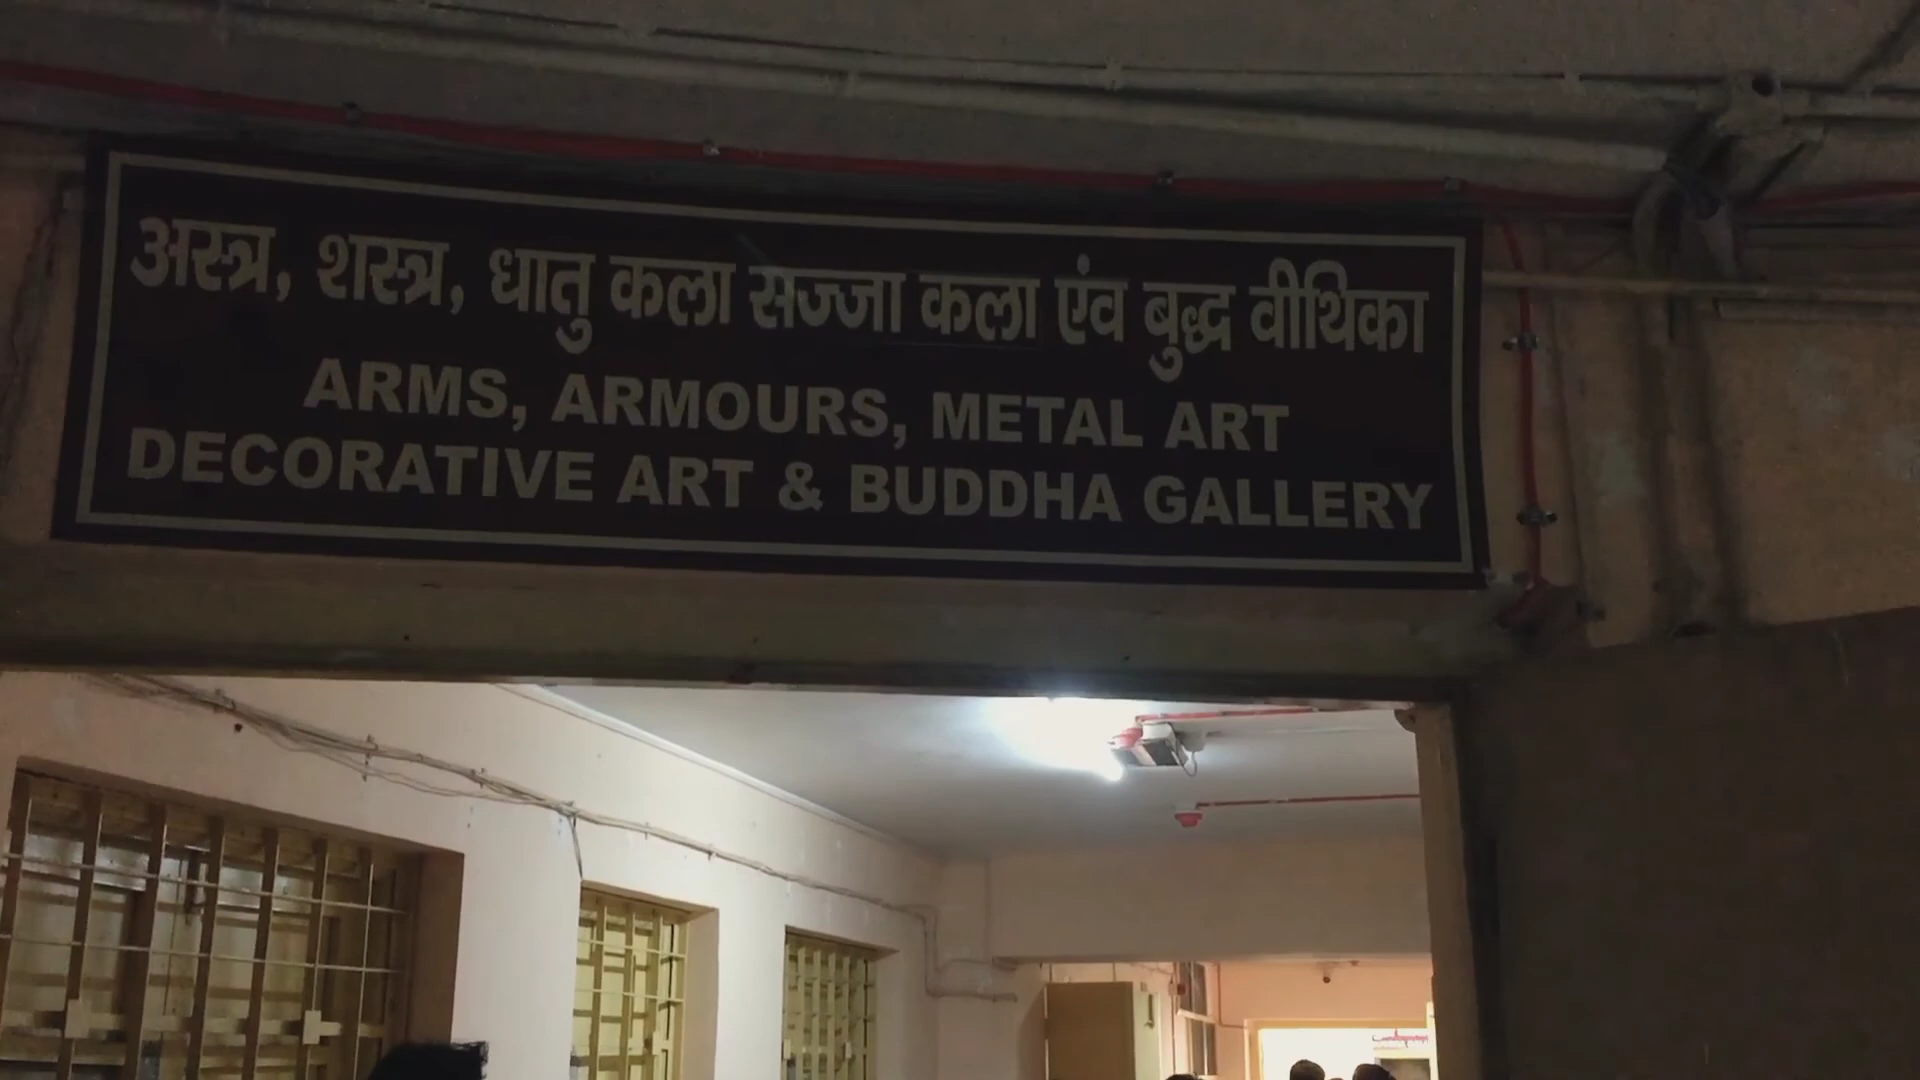 अस्त्र, शस्त्र, धातु कला सज्जा कला एंव बुद्ध वीथिका
ARMS, ARMOURS, METAL ART
DECORATIVE ART & BUDDHA GALLERY